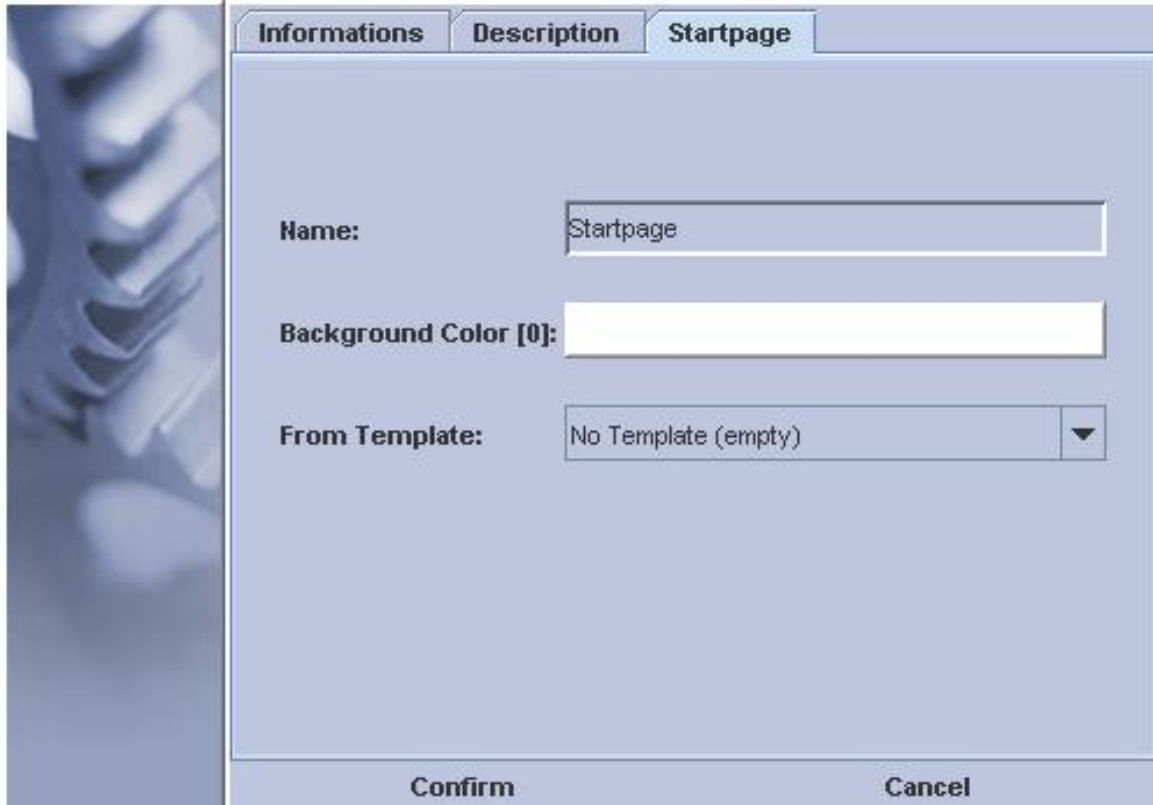 Informations Description Startpage
Name: Startpage
Background Color [0]:
From Template: No Template (empty)
Confirm Cancel